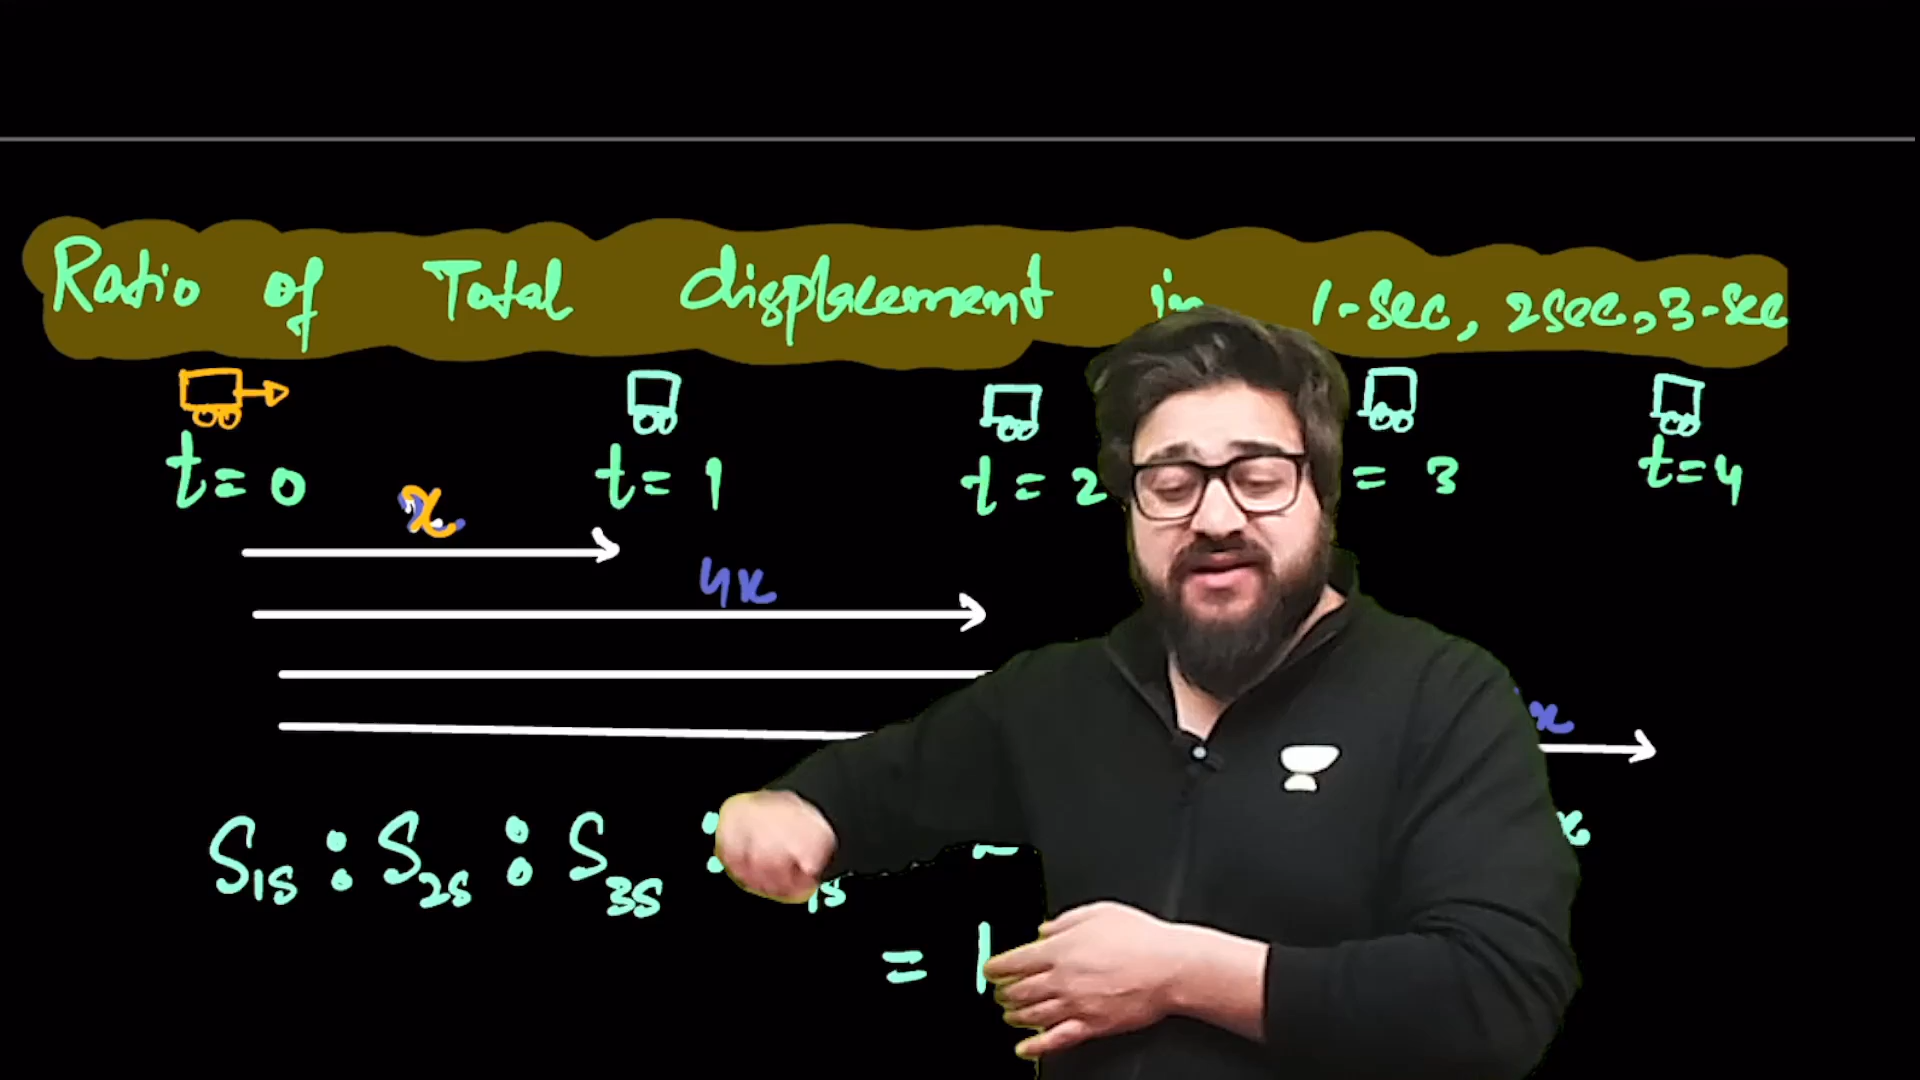 Ratio of Total displacement in 1-sec, 2sec, 3-sec
t=0 t=1 t=2 = 3 t=4
x
4x
x
S1s : S2s : S3s :
= 1